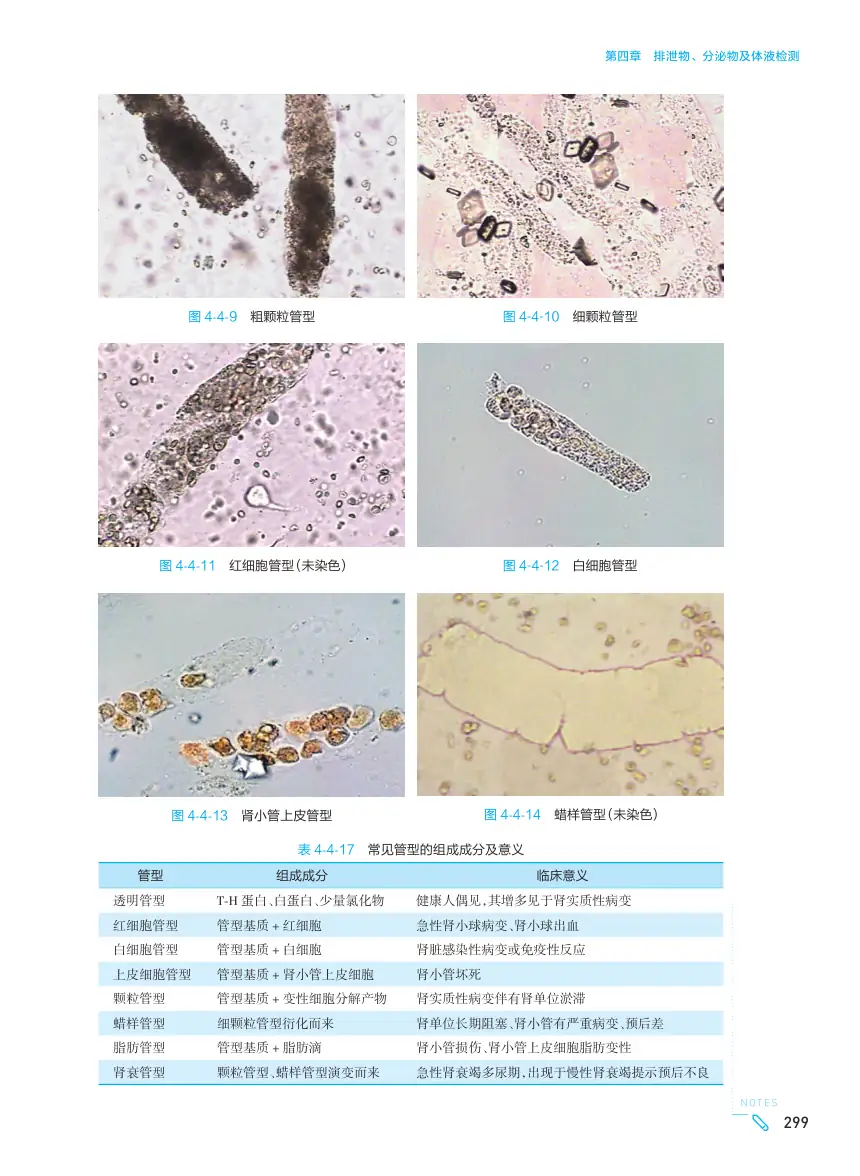 第四章 排泄物、分泌物及体液检测
图 4-4-9 粗颗粒管型
图 4-4-10 细颗粒管型
图 4-4-11 红细胞管型(未染色)
图 4-4-12 白细胞管型
图 4-4-13 肾小管上皮管型
图 4-4-14 蜡样管型(未染色)
表 4-4-17 常见管型的组成成分及意义
管型 组成成分 临床意义
透明管型 T-H 蛋白、白蛋白、少量氯化物 健康人偶见,其增多见于肾实质性病变
红细胞管型 管型基质 + 红细胞 急性肾小球病变、肾小球出血
白细胞管型 管型基质 + 白细胞 肾脏感染性病变或免疫性反应
上皮细胞管型 管型基质 + 肾小管上皮细胞 肾小管坏死
颗粒管型 管型基质 + 变性细胞分解产物 肾实质性病变伴有肾单位淤滞
蜡样管型 细颗粒管型衍化而来 肾单位长期阻塞、肾小管有严重病变、预后差
脂肪管型 管型基质 + 脂肪滴 肾小管损伤、肾小管上皮细胞脂肪变性
肾衰管型 颗粒管型、蜡样管型演变而来 急性肾衰竭多尿期,出现于慢性肾衰竭提示预后不良
NOTES
299